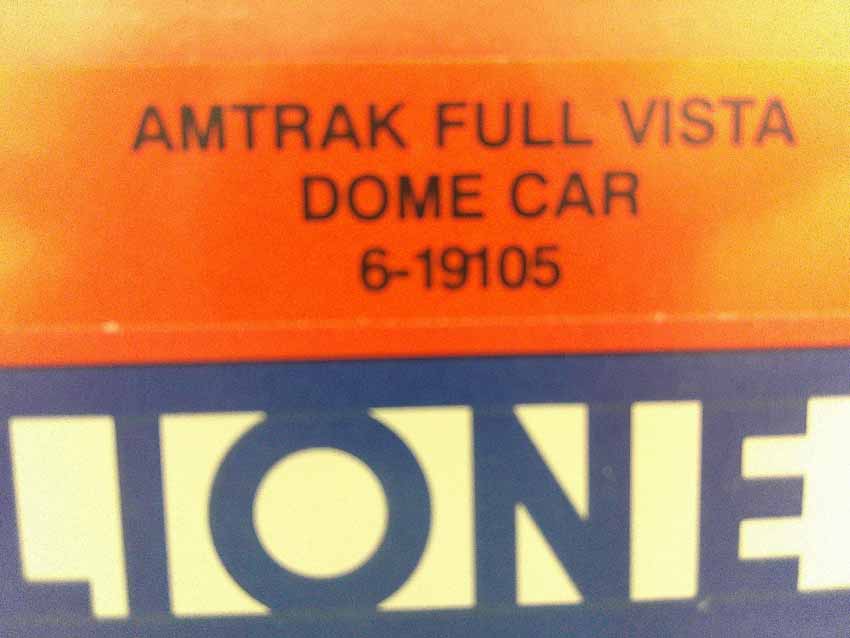 AMTRAK FULL VISTA
DOME CAR
6-19105
LIONE